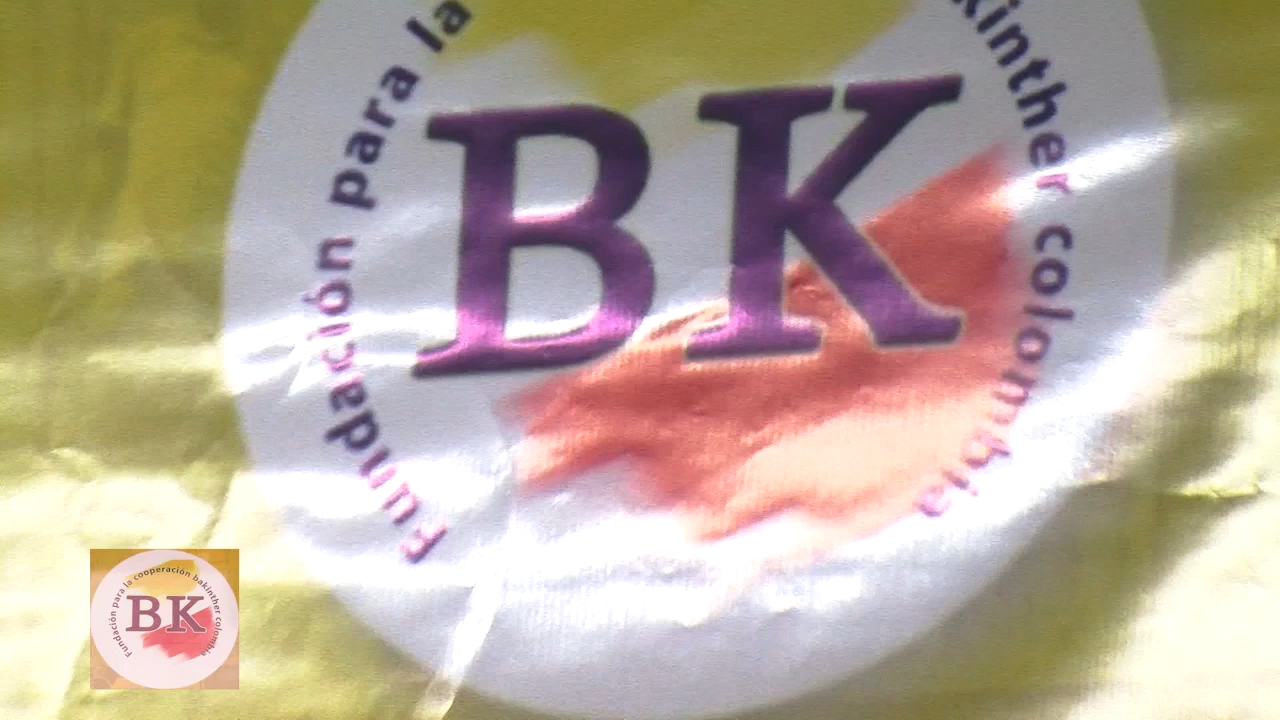 Fundación para la
BK
kinther colombia
Fundación para la cooperación bakinther colombia
BK